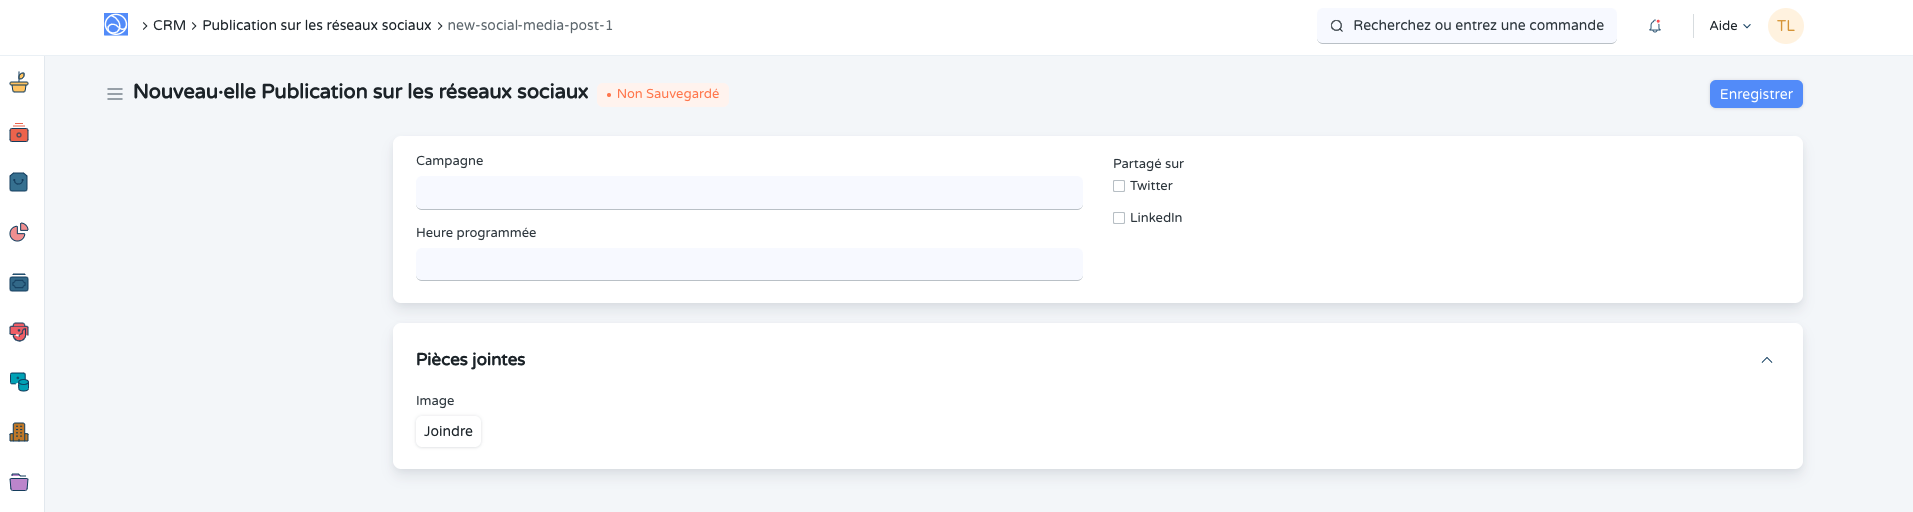 CRM > Publication sur les réseaux sociaux > new-social-media-post-1
Recherchez ou entrez une commande
Aide
TL
Nouveau·elle Publication sur les réseaux sociaux
Non Sauvegardé
Enregistrer
Campagne
Heure programmée
Partagé sur
Twitter
LinkedIn
Pièces jointes
Image
Joindre